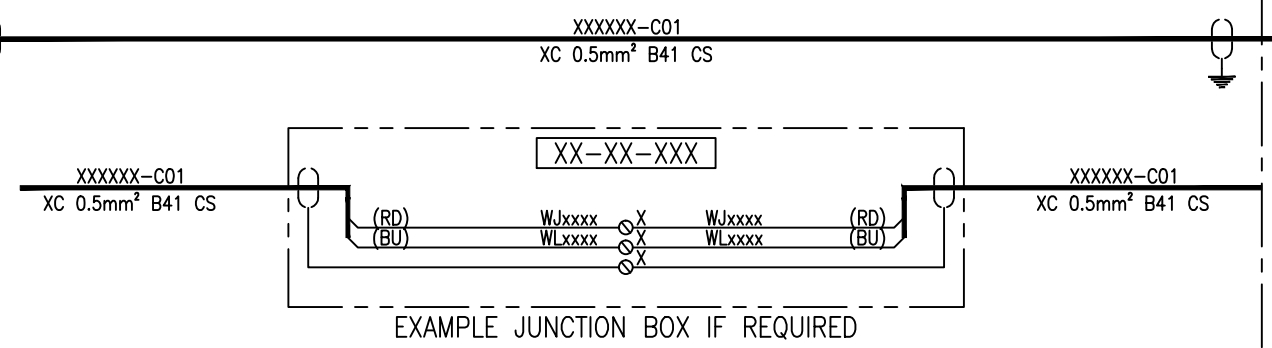 XXXXXX-C01
XC 0.5mm² B41 CS
XX-XX-XXX
XXXXXX-C01
XC 0.5mm² B41 CS
XXXXXX-C01
XC 0.5mm² B41 CS
(RD) WJxxxx X WJxxxx (RD)
(BU) WLxxxx X WLxxxx (BU)
X
EXAMPLE JUNCTION BOX IF REQUIRED